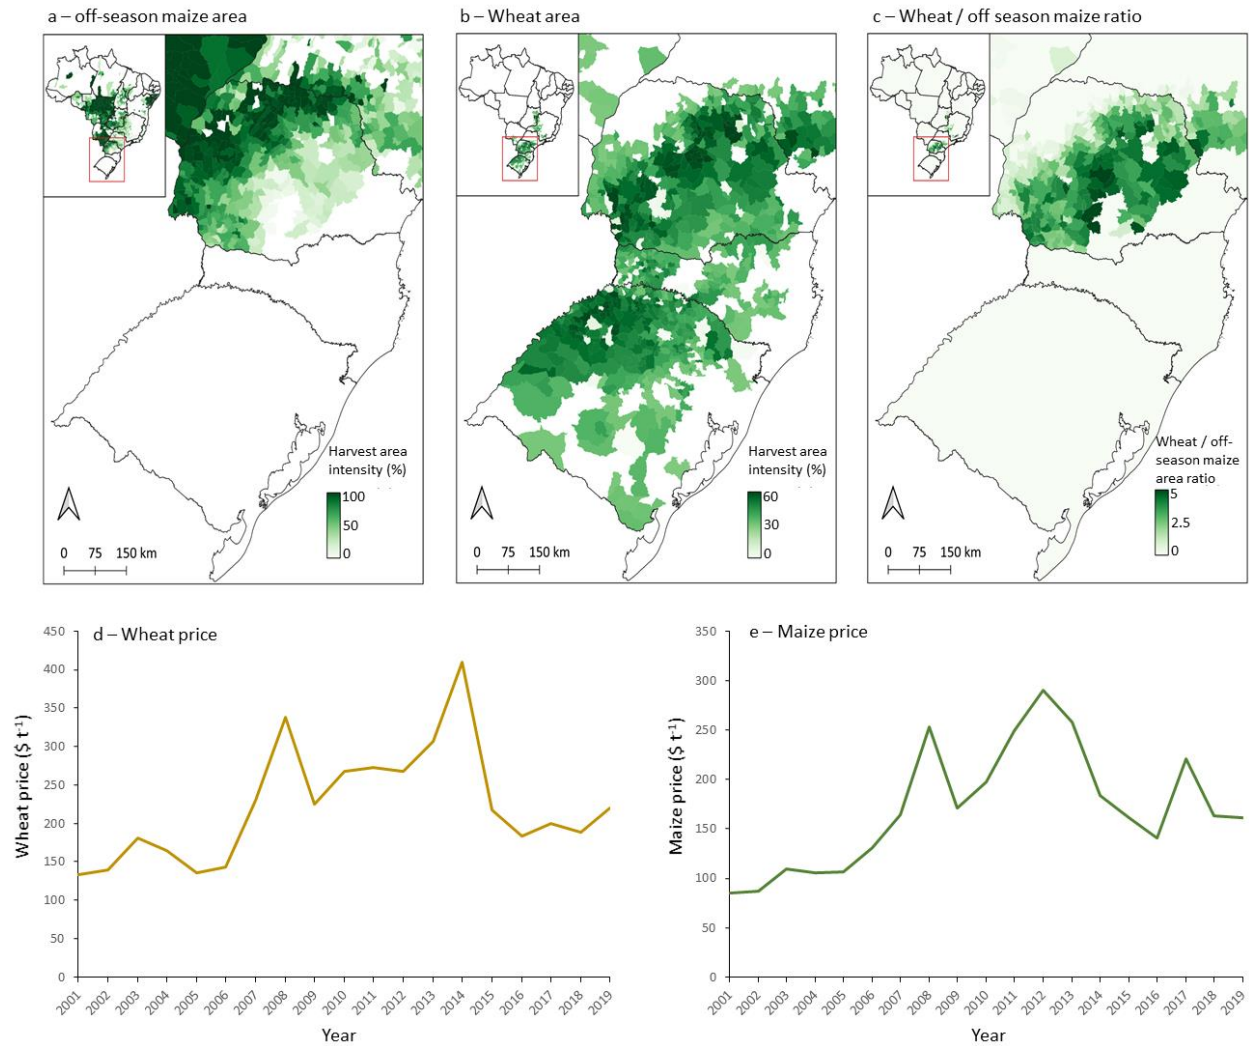 a – off-season maize area
b – Wheat area
c – Wheat / off season maize ratio
Harvest area
intensity (%)
100
50
0
0 75 150 km
Harvest area
intensity (%)
60
30
0
0 75 150 km
Wheat / off-
season maize
area ratio
5
2.5
0
0 75 150 km
d – Wheat price
Wheat price ($ t-1)
450
400
350
300
250
200
150
100
50
0
2001 2002 2003 2004 2005 2006 2007 2008 2009 2010 2011 2012 2013 2014 2015 2016 2017 2018 2019
Year
e – Maize price
Maize price ($ t-1)
350
300
250
200
150
100
50
0
2001 2002 2003 2004 2005 2006 2007 2008 2009 2010 2011 2012 2013 2014 2015 2016 2017 2018 2019
Year